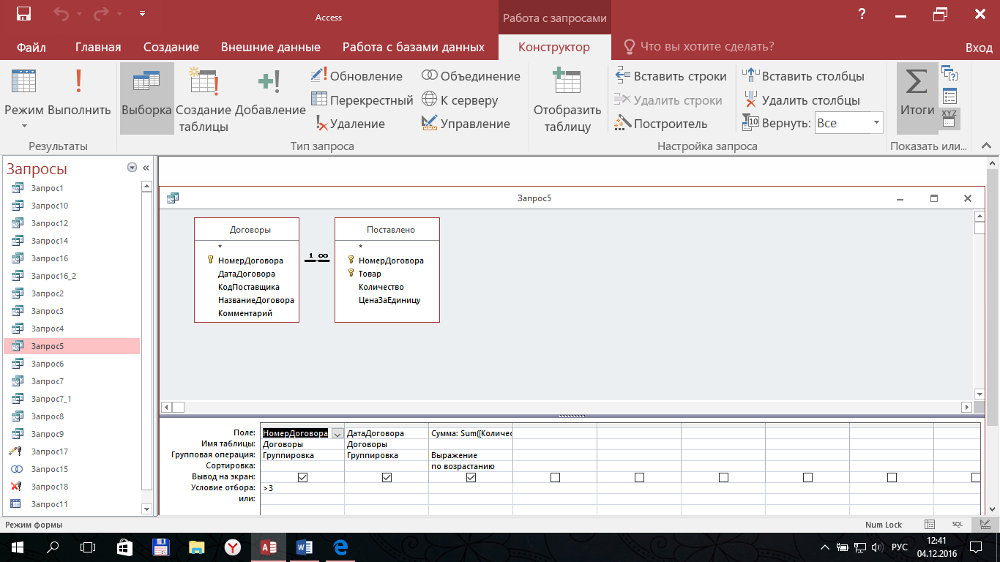 Access
Работа с запросами
?
Файл
Главная
Создание
Внешние данные
Работа с базами данных
Конструктор
Что вы хотите сделать?
Вход
Режим
Выполнить
Результаты
Выборка
Создание таблицы
Добавление
Обновление
Перекрестный
Удаление
Объединение
К серверу
Управление
Тип запроса
Отобразить таблицу
Вставить строки
Удалить строки
Построитель
Вставить столбцы
Удалить столбцы
10 Вернуть: Все
Настройка запроса
Σ
Итоги
XYZ
Показать или...
Запросы
Запрос1
Запрос10
Запрос12
Запрос14
Запрос16
Запрос16_2
Запрос2
Запрос3
Запрос4
Запрос5
Запрос6
Запрос7
Запрос7_1
Запрос8
Запрос9
Запрос17
Запрос15
Запрос18
Запрос11
Запрос5
Договоры
*
НомерДоговора
ДатаДоговора
КодПоставщика
НазваниеДоговора
Комментарий
1 ∞
Поставлено
*
НомерДоговора
Товар
Количество
ЦенаЗаЕдиницу
Поле: НомерДоговора ДатаДоговора Сумма: Sum([Количес
Имя таблицы: Договоры Договоры
Групповая операция: Группировка Группировка Выражение
Сортировка: по возрастанию
Вывод на экран:
Условие отбора: >3
или:
Режим формы
Num Lock
SQL
РУС
12:41
04.12.2016